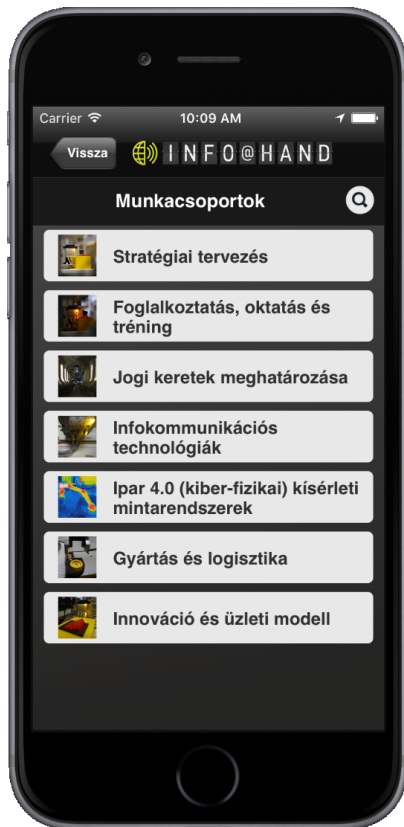 Carrier 10:09 AM
Vissza INFO@HAND
Munkacsoportok
Stratégiai tervezés
Foglalkoztatás, oktatás és
tréning
Jogi keretek meghatározása
Infokommunikációs
technológiák
Ipar 4.0 (kiber-fizikai) kísérleti
mintarendszerek
Gyártás és logisztika
Innováció és üzleti modell